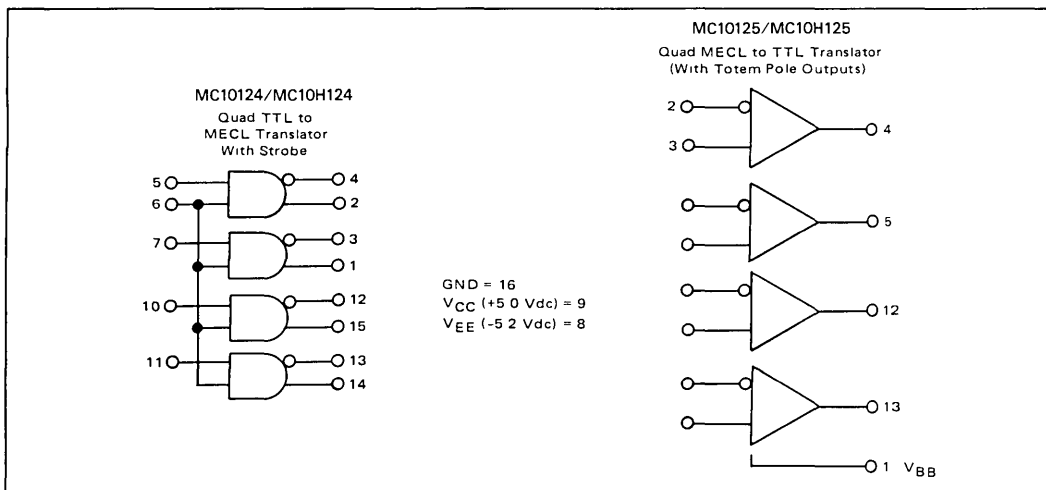 MC10124/MC10H124
Quad TTL to
MECL Translator
With Strobe
5
6
7
10
11
4
2
3
1
12
15
13
14
GND = 16
VCC (+5 0 Vdc) = 9
VEE (-5 2 Vdc) = 8
MC10125/MC10H125
Quad MECL to TTL Translator
(With Totem Pole Outputs)
2
3
4
5
12
13
1 VBB